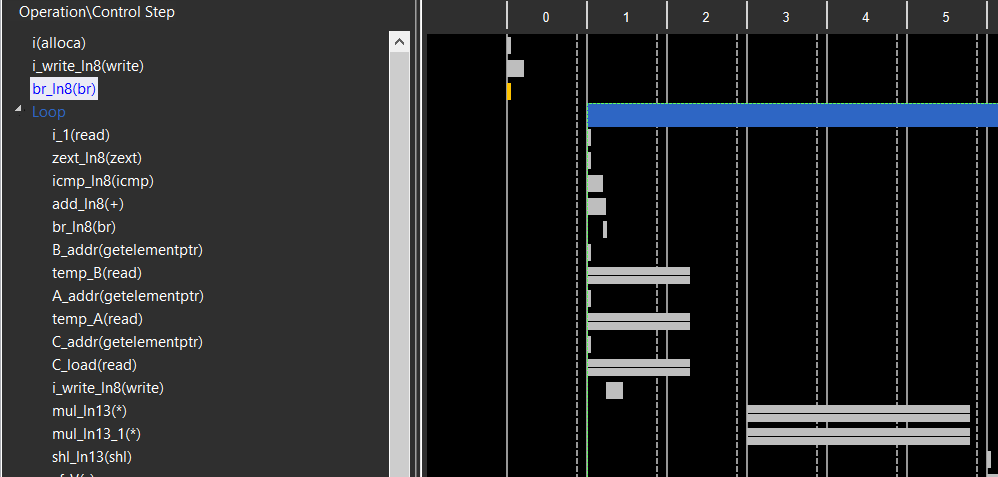 Operation\Control Step 0 1 2 3 4 5
i(alloca)
i_write_ln8(write)
br_ln8(br)
Loop
i_1(read)
zext_ln8(zext)
icmp_ln8(icmp)
add_ln8(+)
br_ln8(br)
B_addr(getelementptr)
temp_B(read)
A_addr(getelementptr)
temp_A(read)
C_addr(getelementptr)
C_load(read)
i_write_ln8(write)
mul_ln13(*)
mul_ln13_1(*)
shl_ln13(shl)